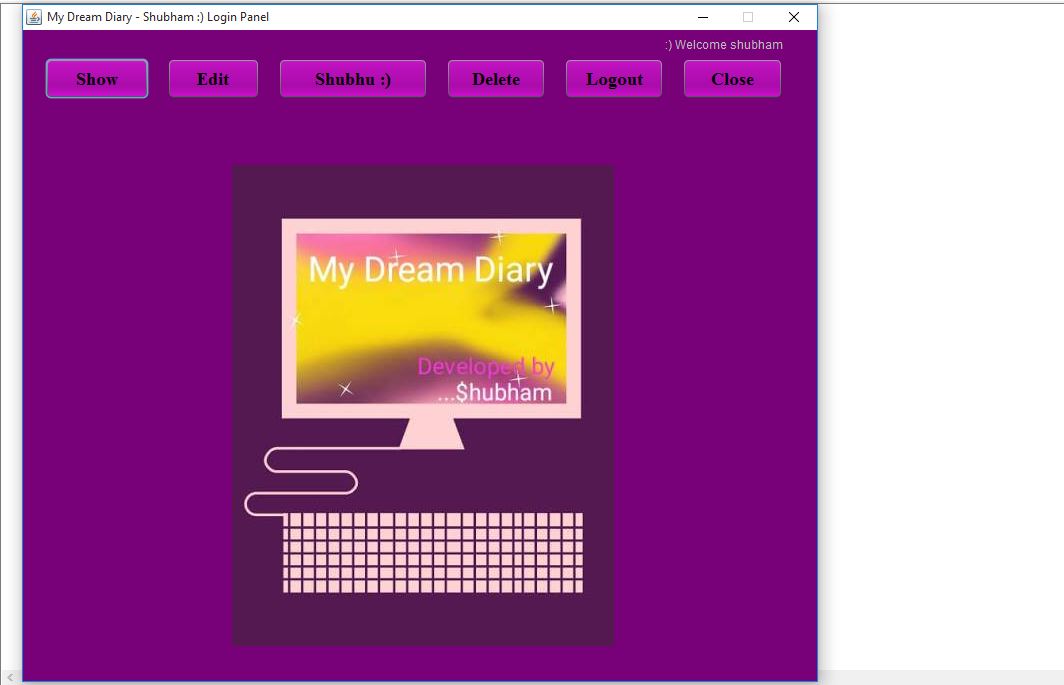 My Dream Diary - Shubham :) Login Panel
:) Welcome shubham
Show Edit Shubhu :) Delete Logout Close
My Dream Diary
Developed by
...$hubham